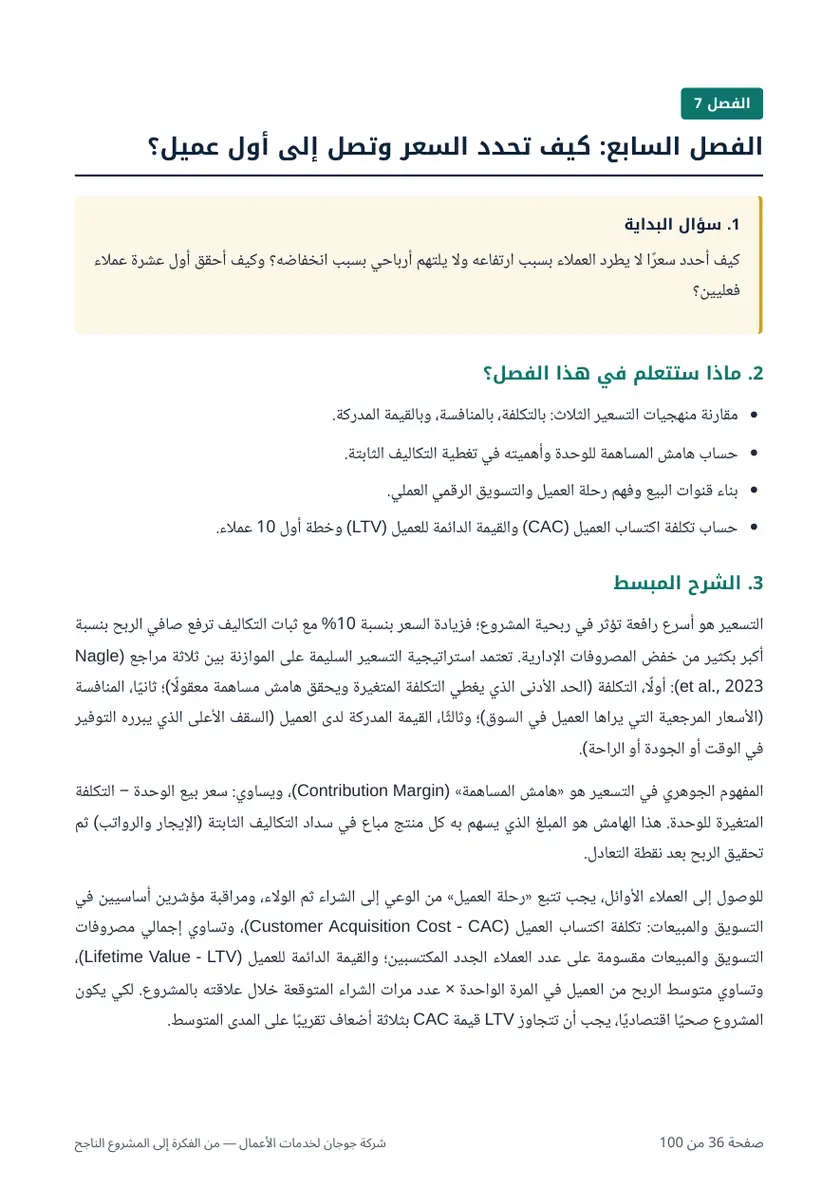 الفصل 7
الفصل السابع: كيف تحدد السعر وتصل إلى أول عميل؟
1. سؤال البداية
كيف أحدد سعرًا لا يطرد العملاء بسبب ارتفاعه ولا يلتهم أرباحي بسبب انخفاضه؟ وكيف أحقق أول عشرة عملاء
فعليين؟
2. ماذا ستتعلم في هذا الفصل؟
• مقارنة منهجيات التسعير الثلاث: بالتكلفة، بالمنافسة، وبالقيمة المدركة.
• حساب هامش المساهمة للوحدة وأهميته في تغطية التكاليف الثابتة.
• بناء قنوات البيع وفهم رحلة العميل والتسويق الرقمي العملي.
• حساب تكلفة اكتساب العميل (CAC) والقيمة الدائمة للعميل (LTV) وخطة أول 10 عملاء.
3. الشرح المبسط
التسعير هو أسرع رافعة تؤثر في ربحية المشروع؛ فزيادة السعر بنسبة 10% مع ثبات التكاليف ترفع صافي الربح بنسبة
أكبر بكثير من خفض المصروفات الإدارية. تعتمد استراتيجية التسعير السليمة على الموازنة بين ثلاثة مراجع (Nagle
et al., 2023): أولًا، التكلفة (الحد الأدنى الذي يغطي التكلفة المتغيرة ويحقق هامش مساهمة معقولًا)؛ ثانيًا، المنافسة
(الأسعار المرجعية التي يراها العميل في السوق)؛ وثالثًا، القيمة المدركة لدى العميل (السقف الأعلى الذي يبرره التوفير
في الوقت أو الجودة أو الراحة).
المفهوم الجوهري في التسعير هو «هامش المساهمة» (Contribution Margin)، ويساوي: سعر بيع الوحدة − التكلفة
المتغيرة للوحدة. هذا الهامش هو المبلغ الذي يسهم به كل منتج مباع في سداد التكاليف الثابتة (الإيجار والرواتب) ثم
تحقيق الربح بعد نقطة التعادل.
للوصول إلى العملاء الأوائل، يجب تتبع «رحلة العميل» من الوعي إلى الشراء ثم الولاء، ومراقبة مؤشرين أساسيين في
التسويق والمبيعات: تكلفة اكتساب العميل (Customer Acquisition Cost - CAC)، وتساوي إجمالي مصروفات
التسويق والمبيعات مقسومة على عدد العملاء الجدد المكتسبين؛ والقيمة الدائمة للعميل (Lifetime Value - LTV)،
وتساوي متوسط الربح من العميل في المرة الواحدة × عدد مرات الشراء المتوقعة خلال علاقته بالمشروع. لكي يكون
المشروع صحيًا اقتصاديًا، يجب أن تتجاوز LTV قيمة CAC بثلاثة أضعاف تقريبًا على المدى المتوسط.
صفحة 36 من 100
شركة جوجان لخدمات الأعمال — من الفكرة إلى المشروع الناجح